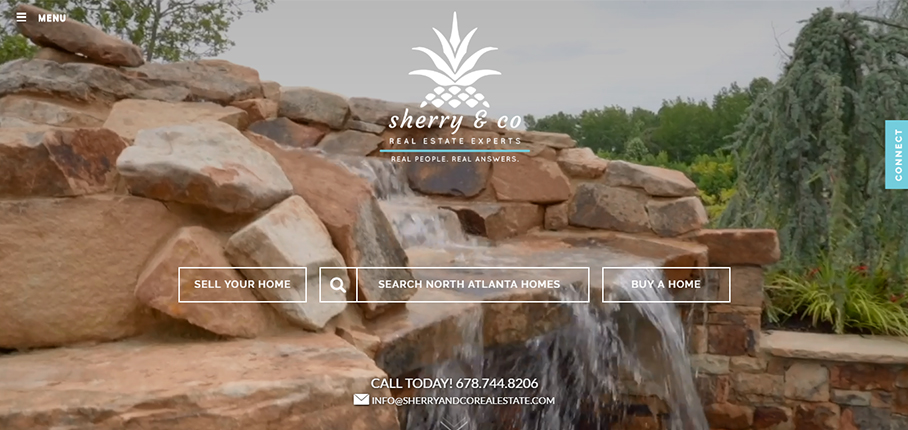 MENU
sherry & co
REAL ESTATE EXPERTS
REAL PEOPLE. REAL ANSWERS.
CONNECT
SELL YOUR HOME
SEARCH NORTH ATLANTA HOMES
BUY A HOME
CALL TODAY! 678.744.8206
INFO@SHERRYANDCOREALESTATE.COM